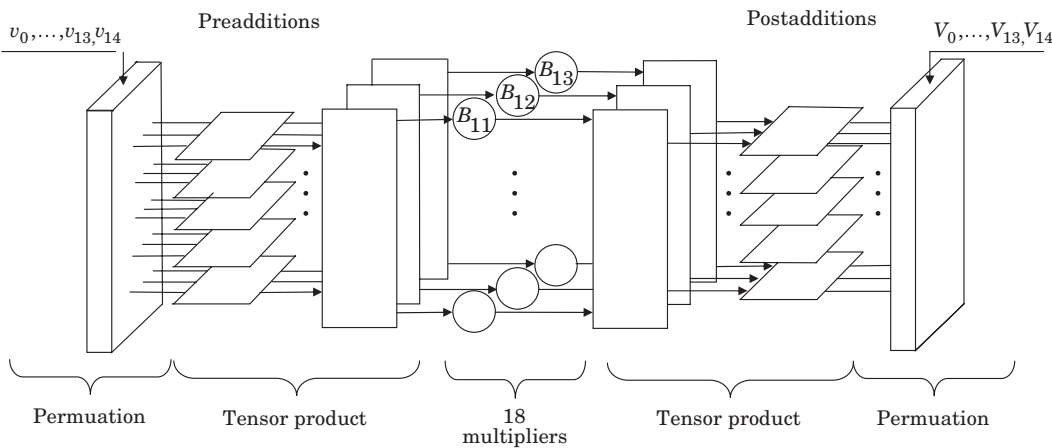 Preadditions
Postadditions
v₀,…,v₁₃,v₁₄
V₀,…,V₁₃,V₁₄
B₁₃
B₁₂
B₁₁
Permuation
Tensor product
18
multipliers
Tensor product
Permuation